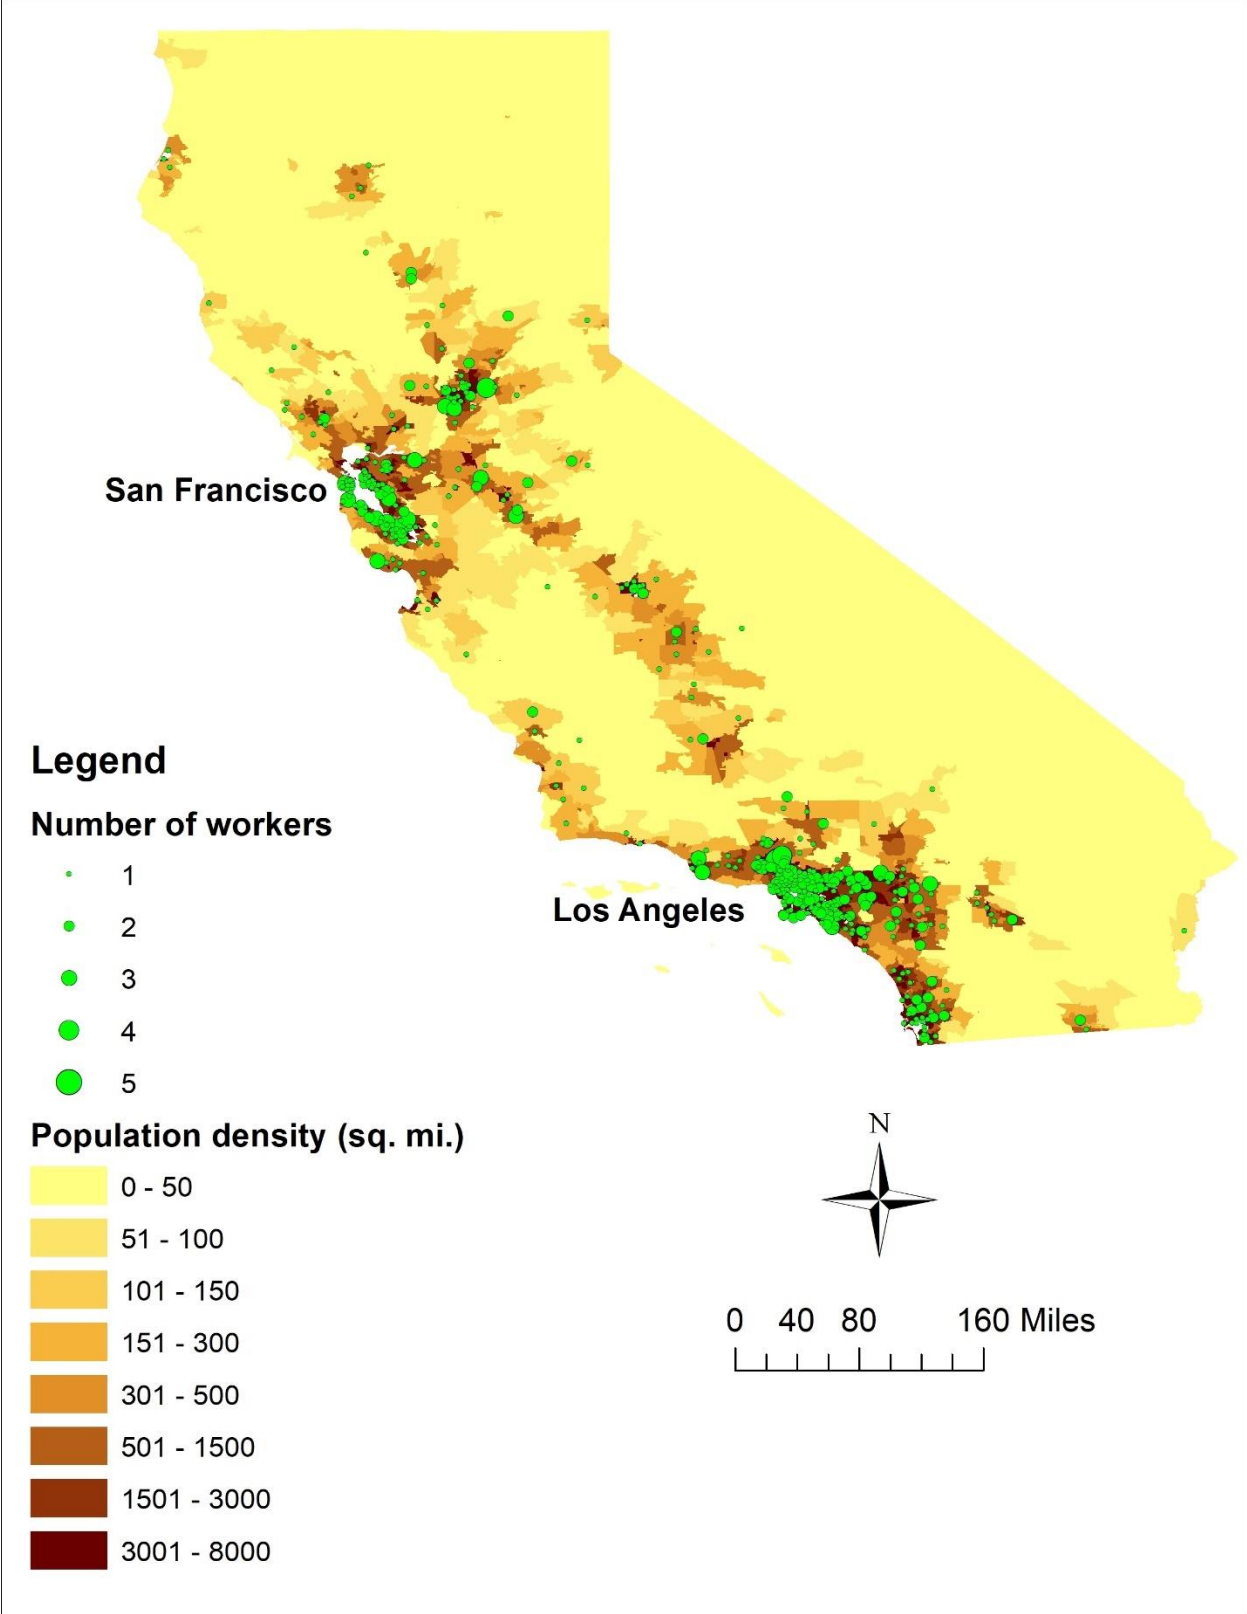 San Francisco
Los Angeles
Legend
Number of workers
1
2
3
4
5
Population density (sq. mi.)
0 - 50
51 - 100
101 - 150
151 - 300
301 - 500
501 - 1500
1501 - 3000
3001 - 8000
N
0 40 80 160 Miles